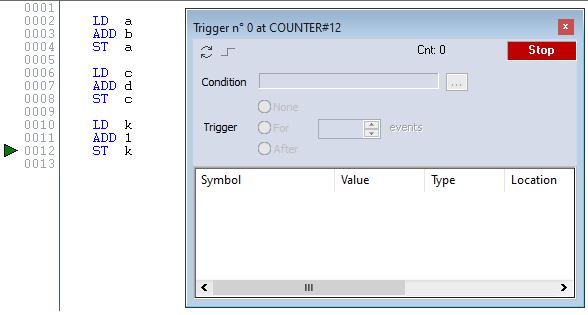 0001
0002 LD a
0003 ADD b
0004 ST a
0005
0006 LD c
0007 ADD d
0008 ST c
0009
0010 LD k
0011 ADD 1
0012 ST k
0013
Trigger n° 0 at COUNTER#12
x
Cnt: 0 Stop
Condition ...
None
Trigger For events
After
Symbol Value Type Location